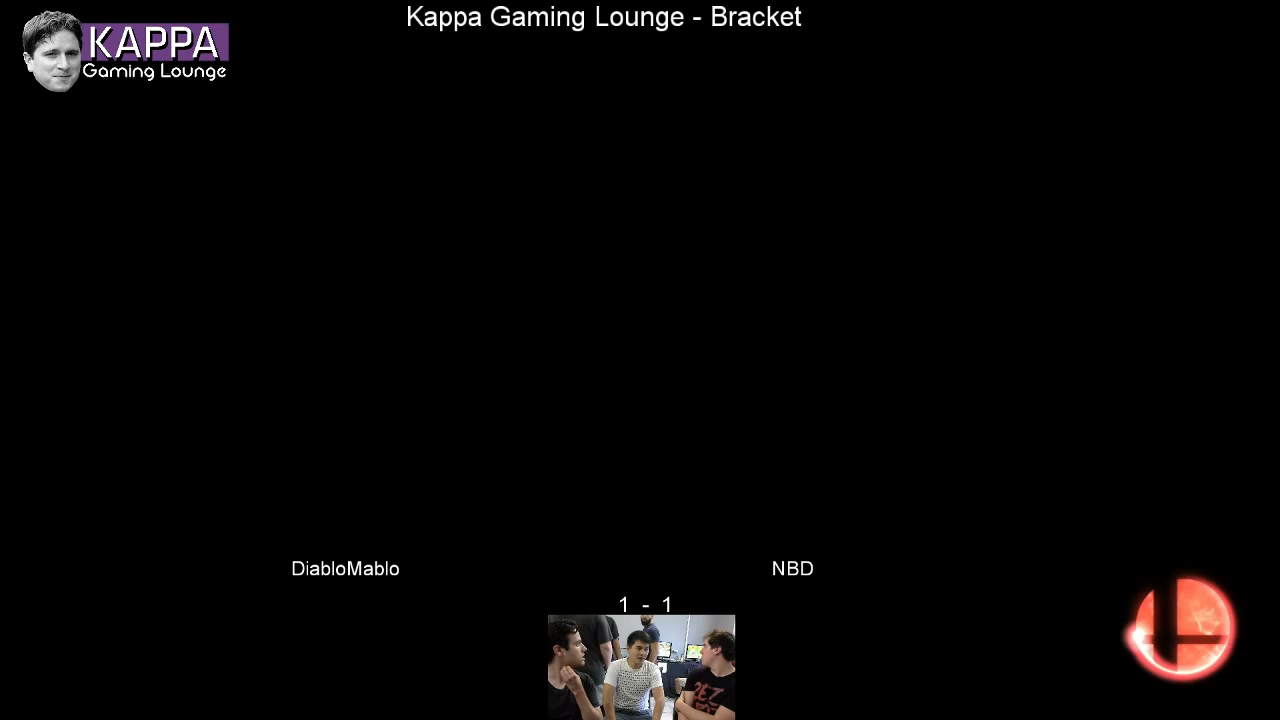 Kappa Gaming Lounge - Bracket
KAPPA
Gaming Lounge
DiabloMablo
NBD
1 - 1